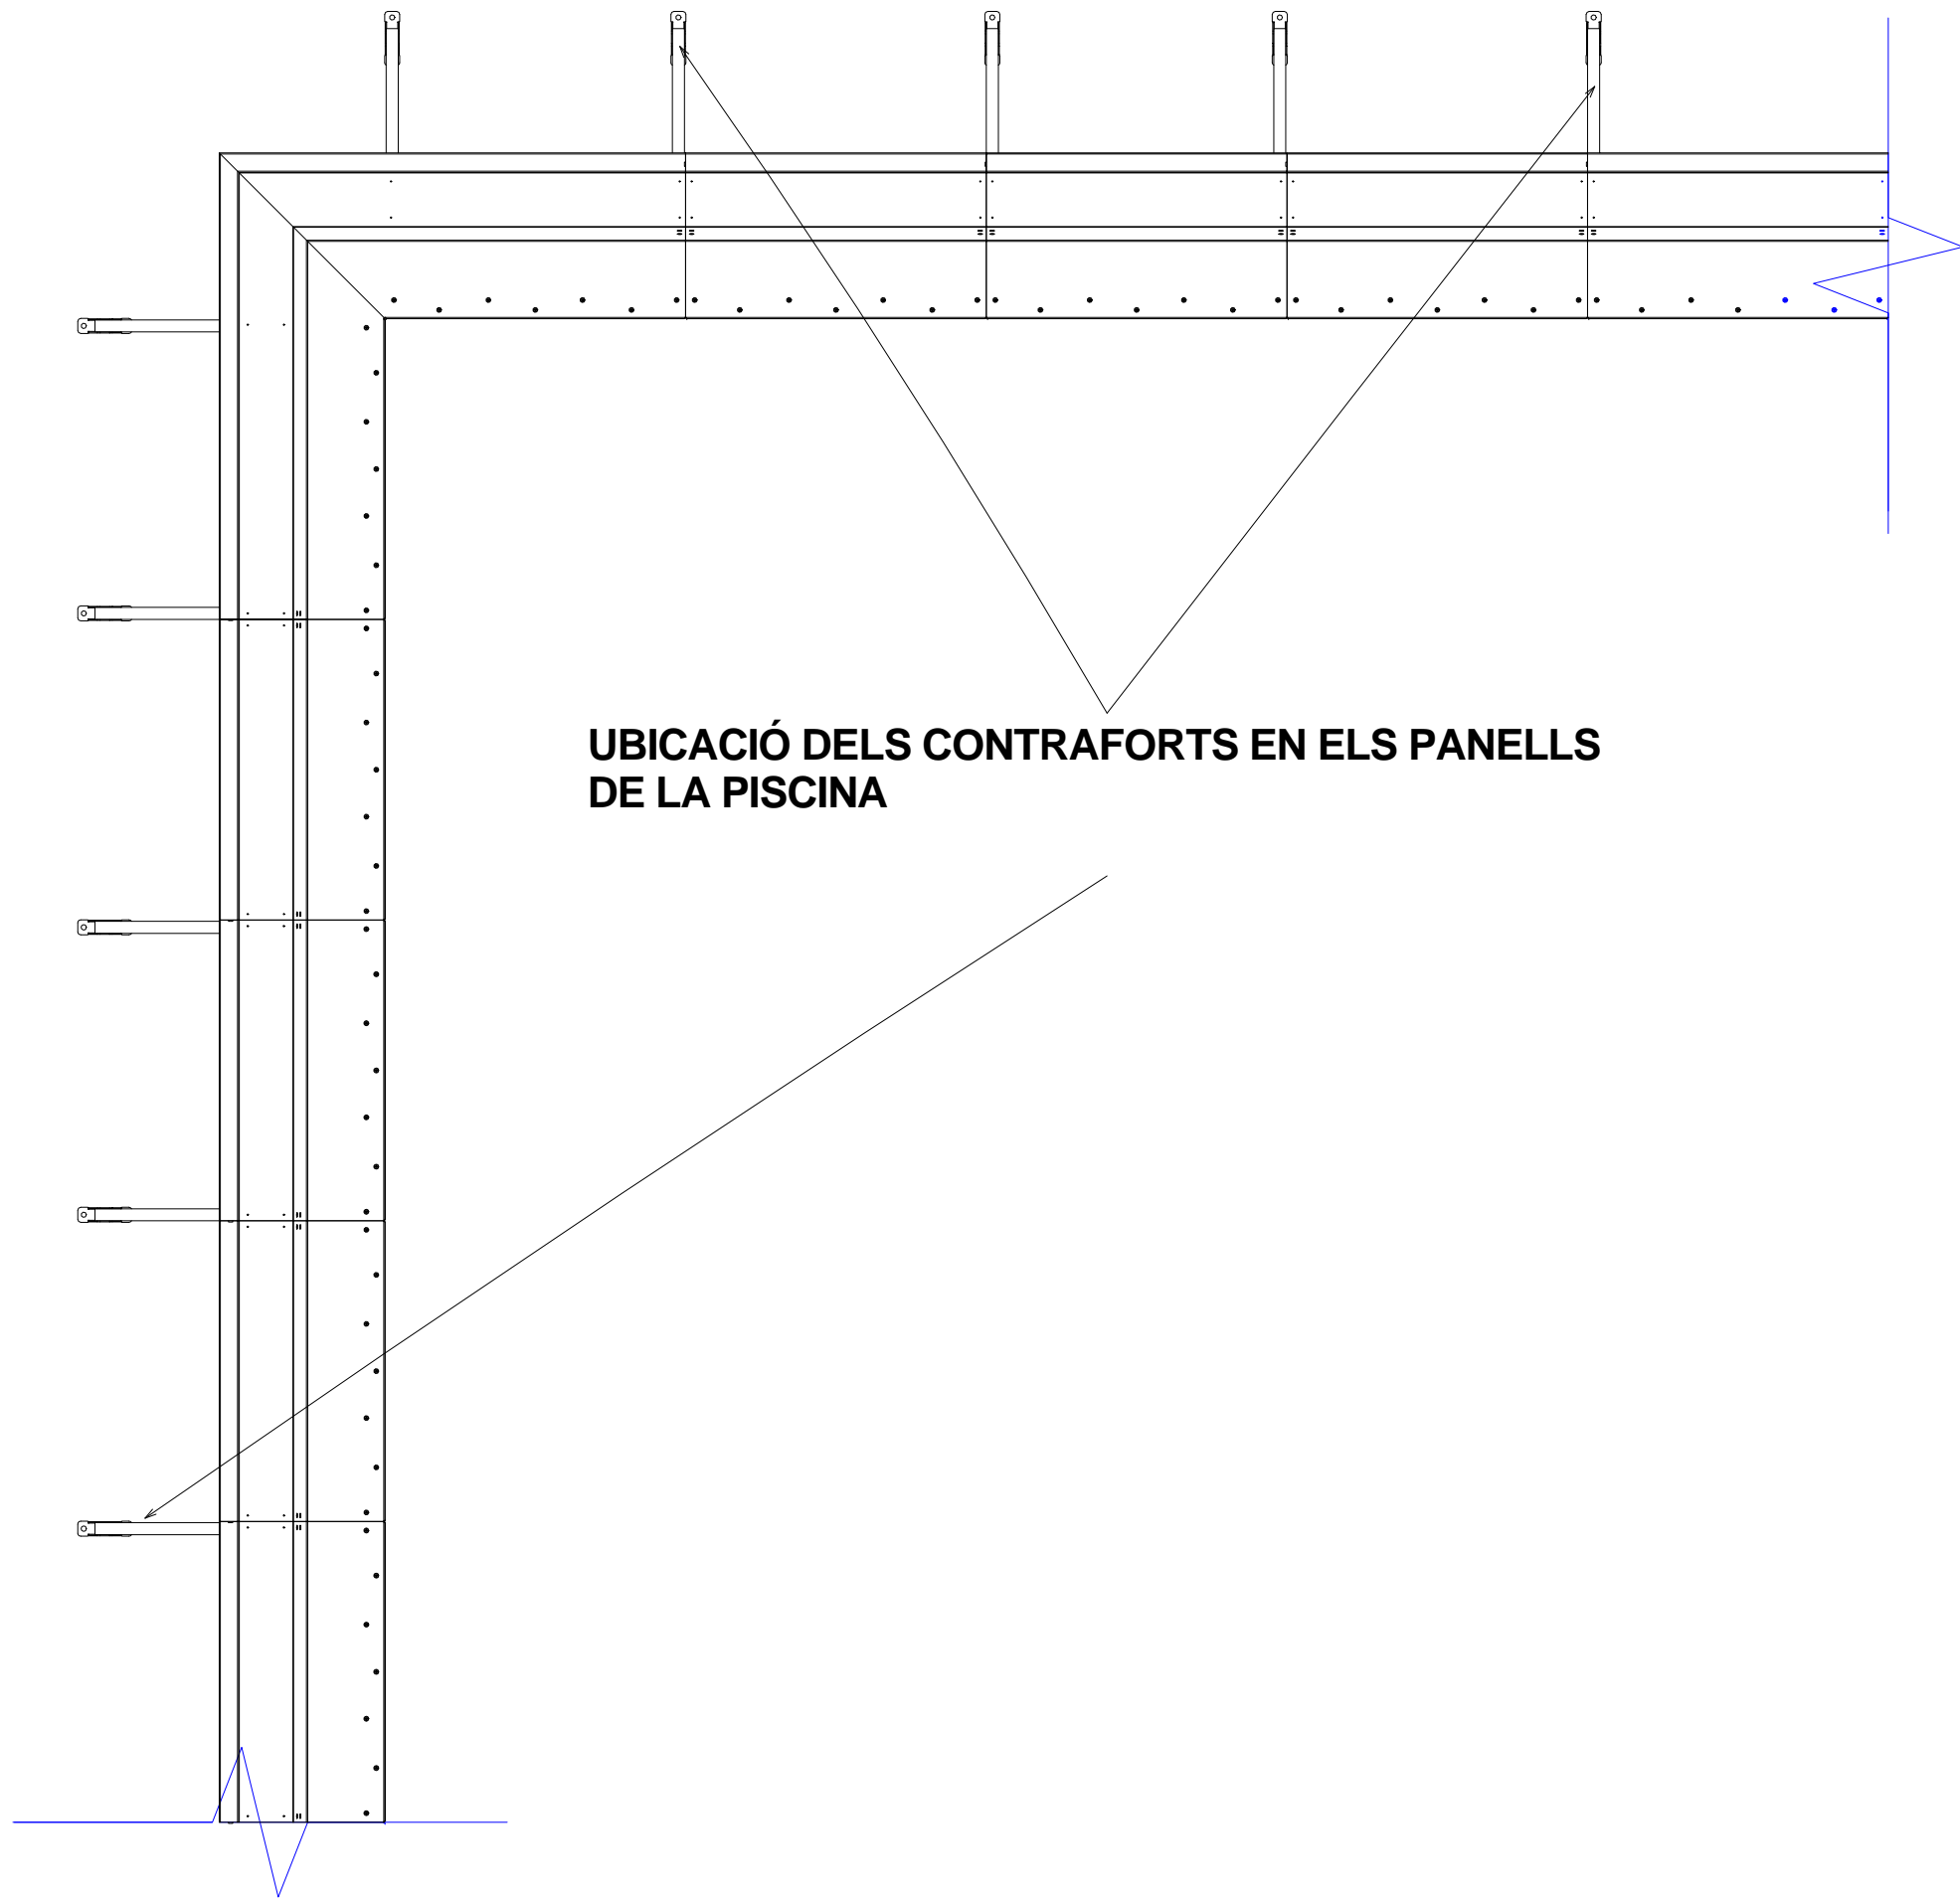 UBICACIÓ DELS CONTRAFORTS EN ELS PANELLS
DE LA PISCINA